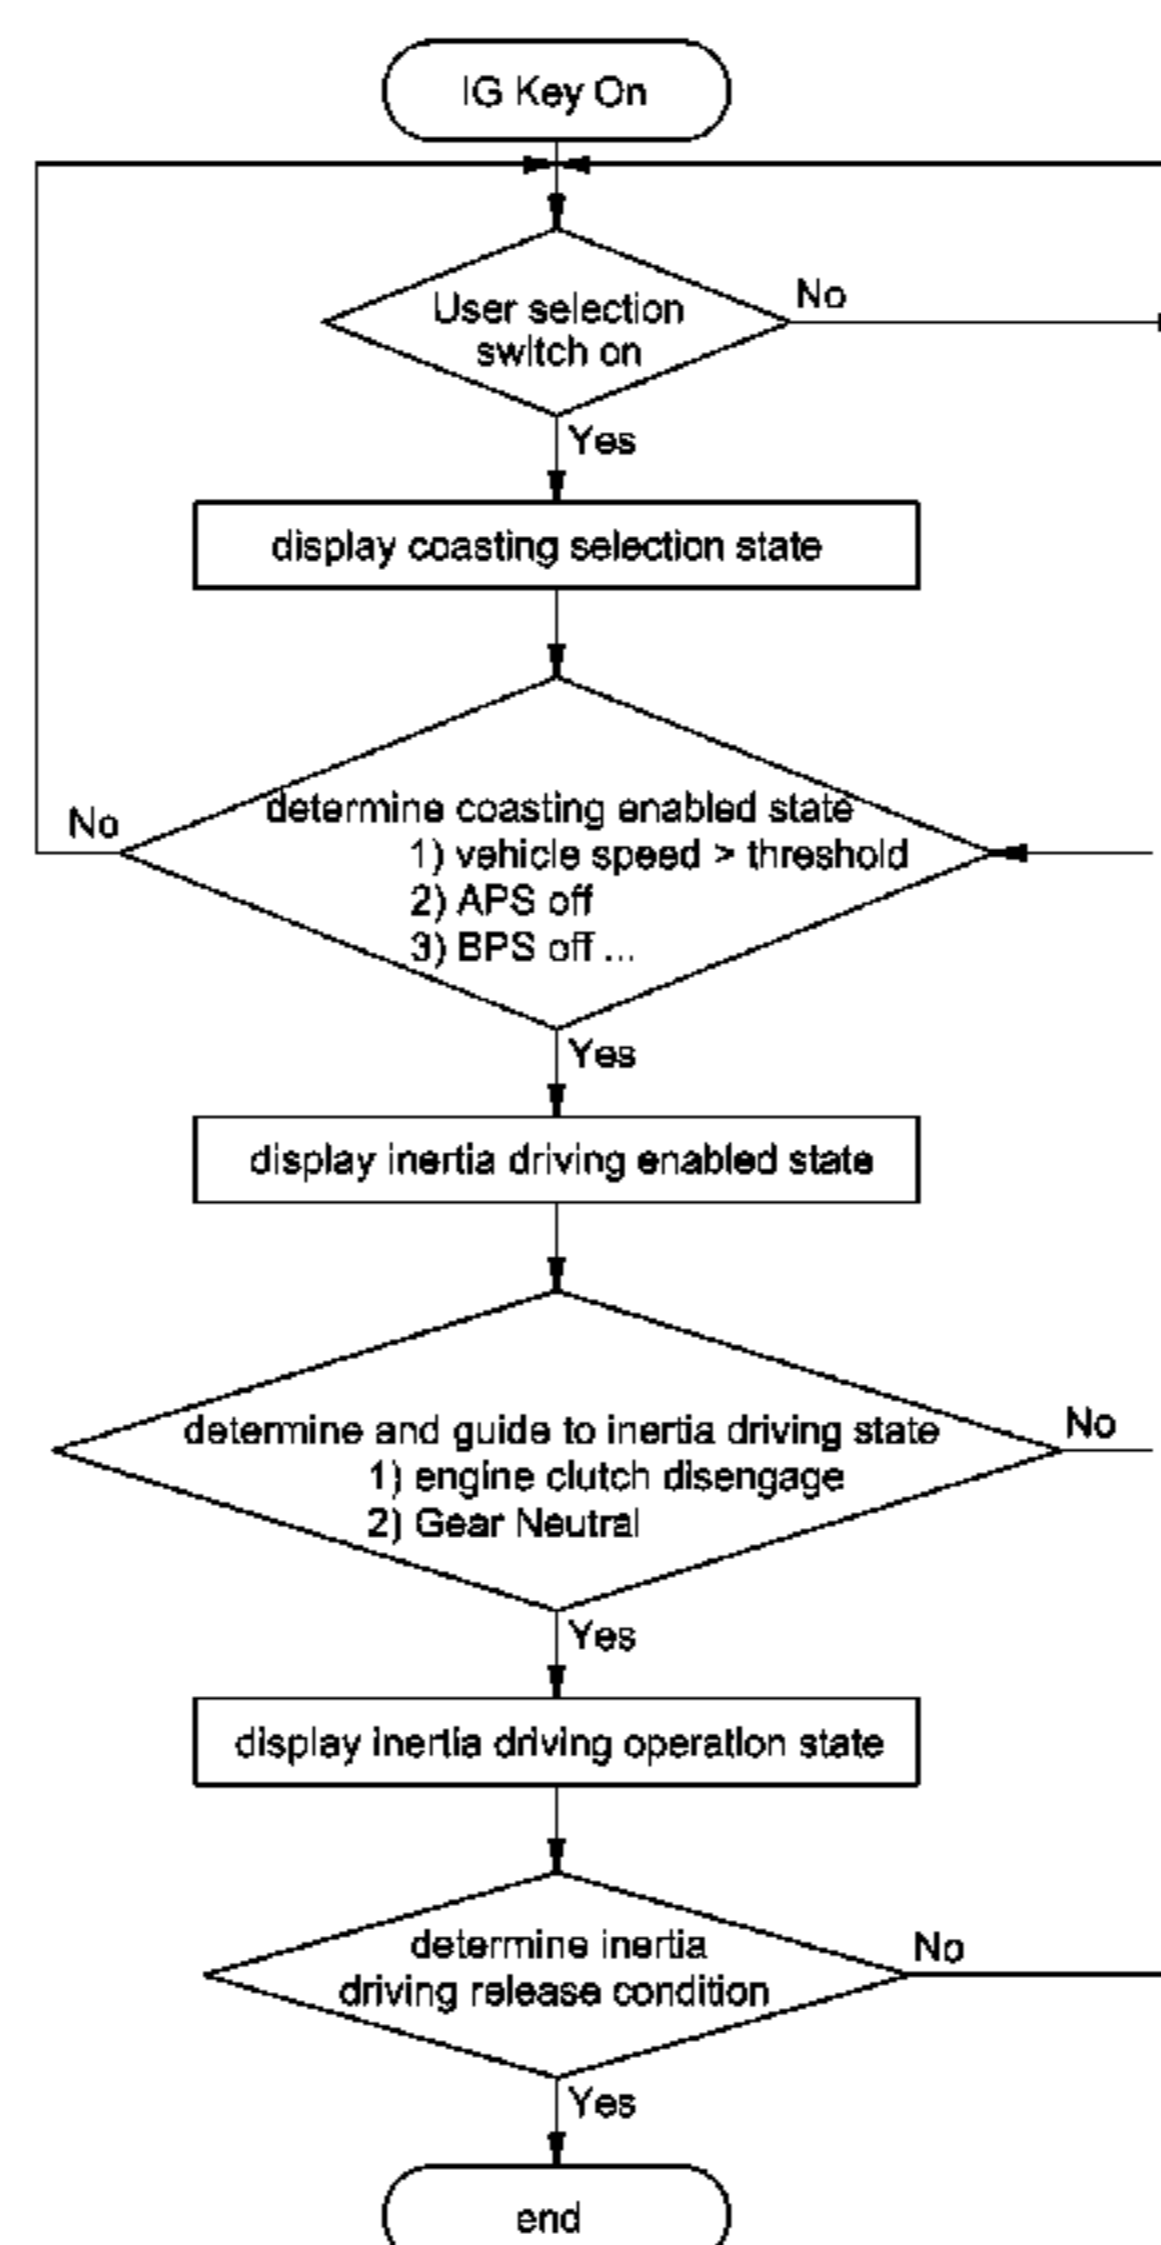 IG Key On
User selection
switch on
No
Yes
display coasting selection state
determine coasting enabled state
1) vehicle speed > threshold
2) APS off
3) BPS off ...
No
Yes
display inertia driving enabled state
determine and guide to inertia driving state
1) engine clutch disengage
2) Gear Neutral
No
Yes
display inertia driving operation state
determine inertia
driving release condition
No
Yes
end